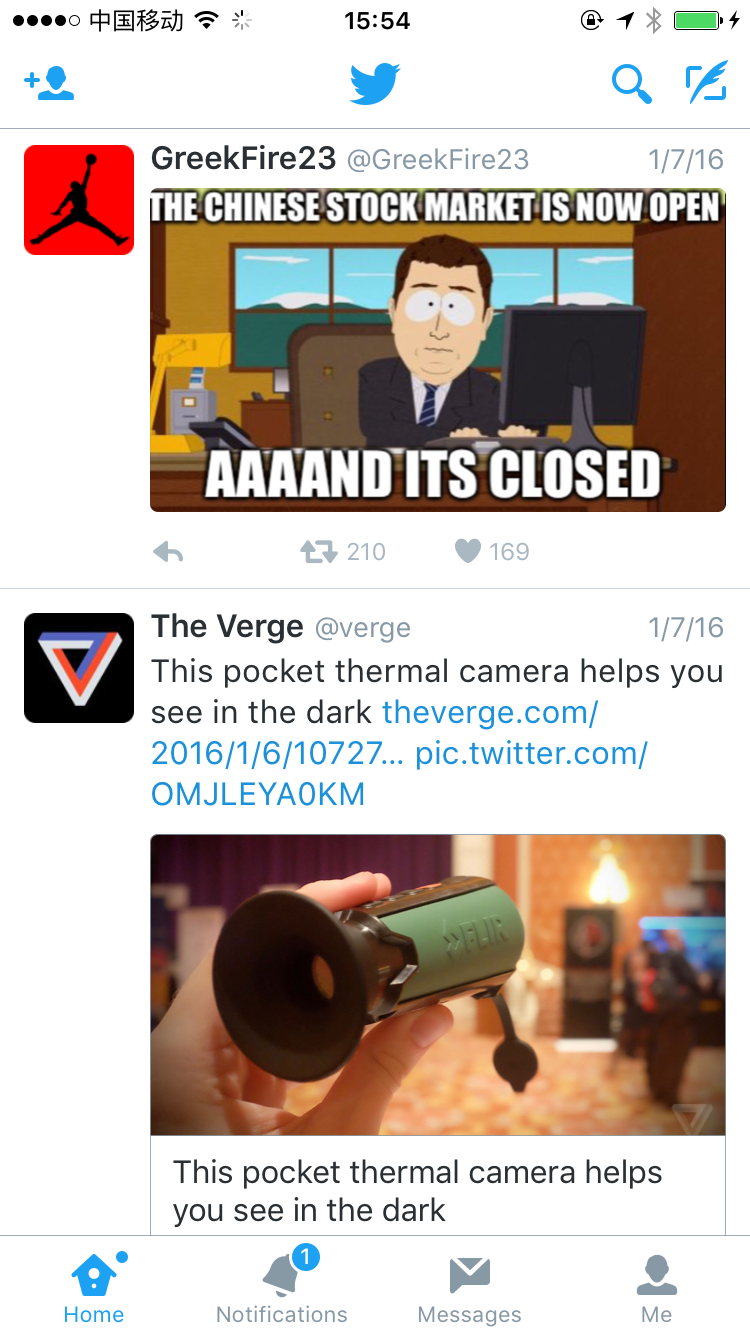 中国移动
15:54
GreekFire23 @GreekFire23 1/7/16
THE CHINESE STOCK MARKET IS NOW OPEN
AAAAND ITS CLOSED
210 169
The Verge @verge 1/7/16
This pocket thermal camera helps you
see in the dark theverge.com/
2016/1/6/10727... pic.twitter.com/
OMJLEYA0KM
FLIR
This pocket thermal camera helps
you see in the dark
1
Home Notifications Messages Me